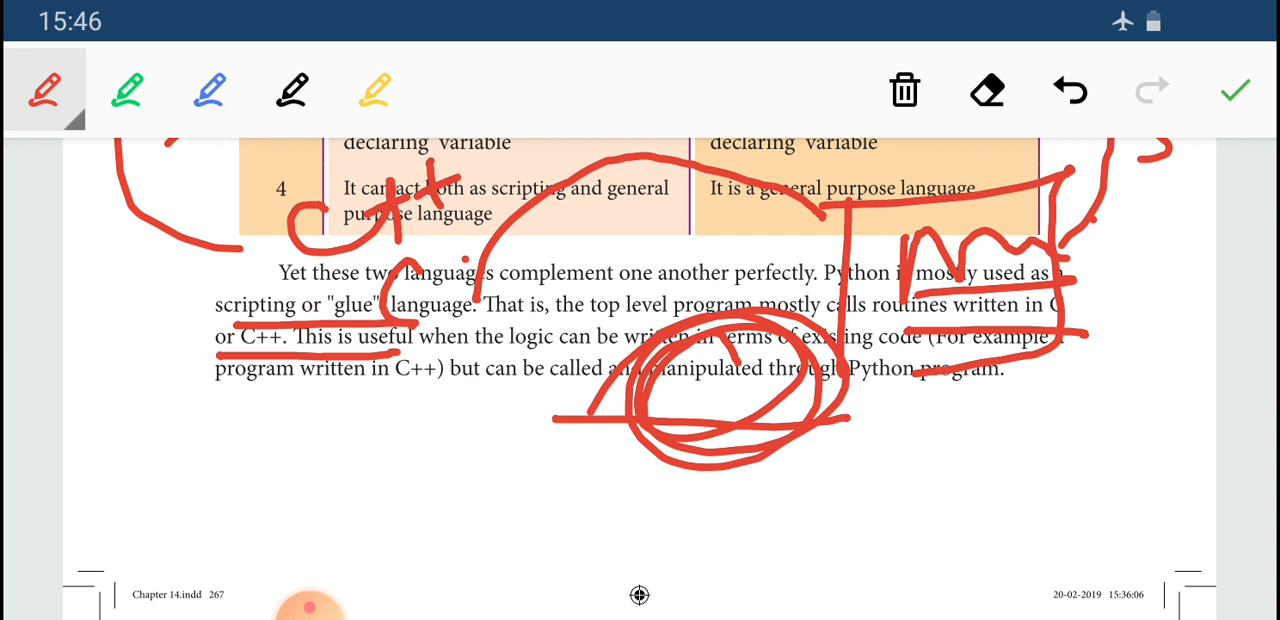 15:46
declaring variable declaring variable
4 It can act both as scripting and general It is a general purpose language
purpose language
C++
Yet these two languages complement one another perfectly. Python is mostly used as a
scripting or "glue" language. That is, the top level program mostly calls routines written in C
or C++. This is useful when the logic can be written in terms of existing code (For example a
program written in C++) but can be called and manipulated through Python program.
Chapter 14.indd 267 20-02-2019 15:36:06